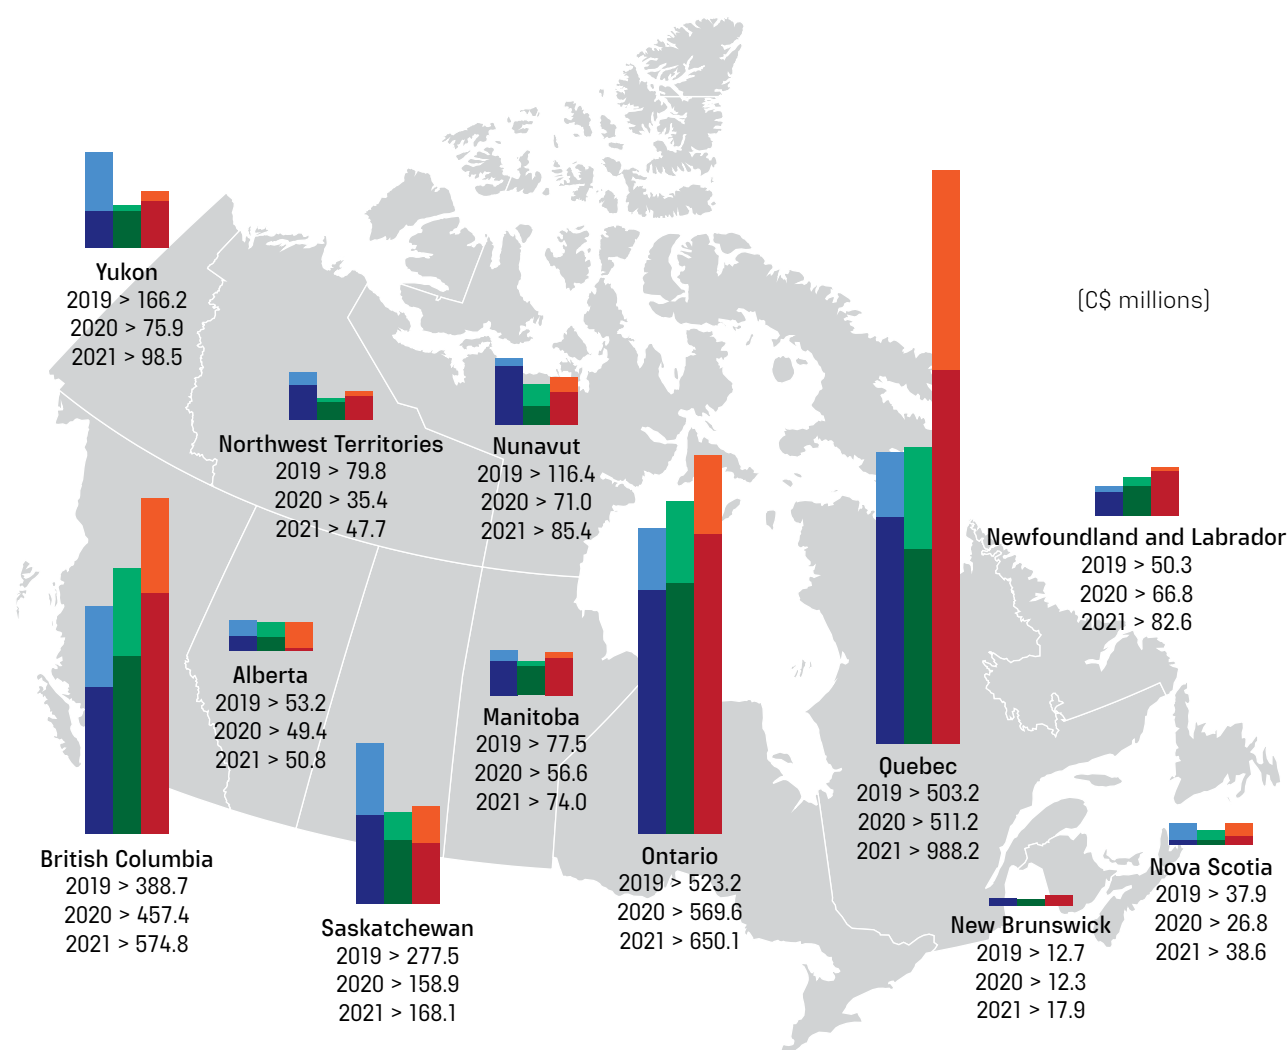 Yukon
2019 > 166.2
2020 > 75.9
2021 > 98.5
(C$ millions)
Northwest Territories
2019 > 79.8
2020 > 35.4
2021 > 47.7
Nunavut
2019 > 116.4
2020 > 71.0
2021 > 85.4
Newfoundland and Labrador
2019 > 50.3
2020 > 66.8
2021 > 82.6
Alberta
2019 > 53.2
2020 > 49.4
2021 > 50.8
Manitoba
2019 > 77.5
2020 > 56.6
2021 > 74.0
Quebec
2019 > 503.2
2020 > 511.2
2021 > 988.2
British Columbia
2019 > 388.7
2020 > 457.4
2021 > 574.8
Ontario
2019 > 523.2
2020 > 569.6
2021 > 650.1
Nova Scotia
2019 > 37.9
2020 > 26.8
2021 > 38.6
Saskatchewan
2019 > 277.5
2020 > 158.9
2021 > 168.1
New Brunswick
2019 > 12.7
2020 > 12.3
2021 > 17.9